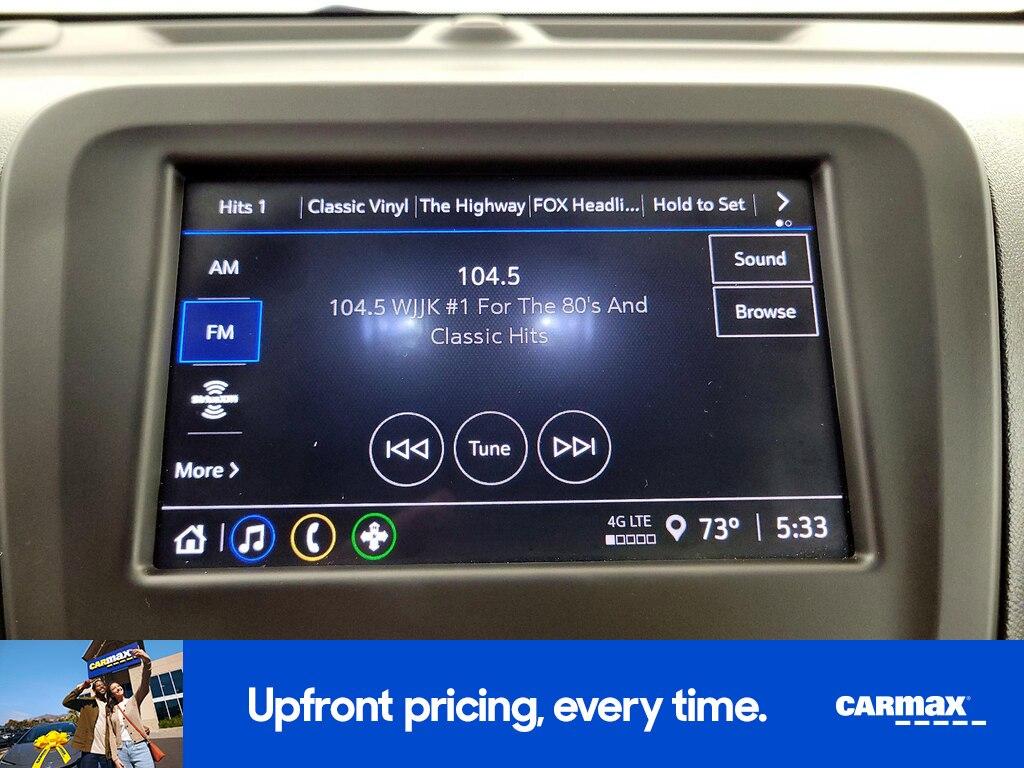 Hits 1 Classic Vinyl The Highway FOX Headli... Hold to Set
AM
104.5
Sound
104.5 WJJK #1 For The 80's And
Classic Hits
FM
Browse
SiriusXM
Tune
More
4G LTE
73° 5:33
CARMAX
Upfront pricing, every time.
CARMAX